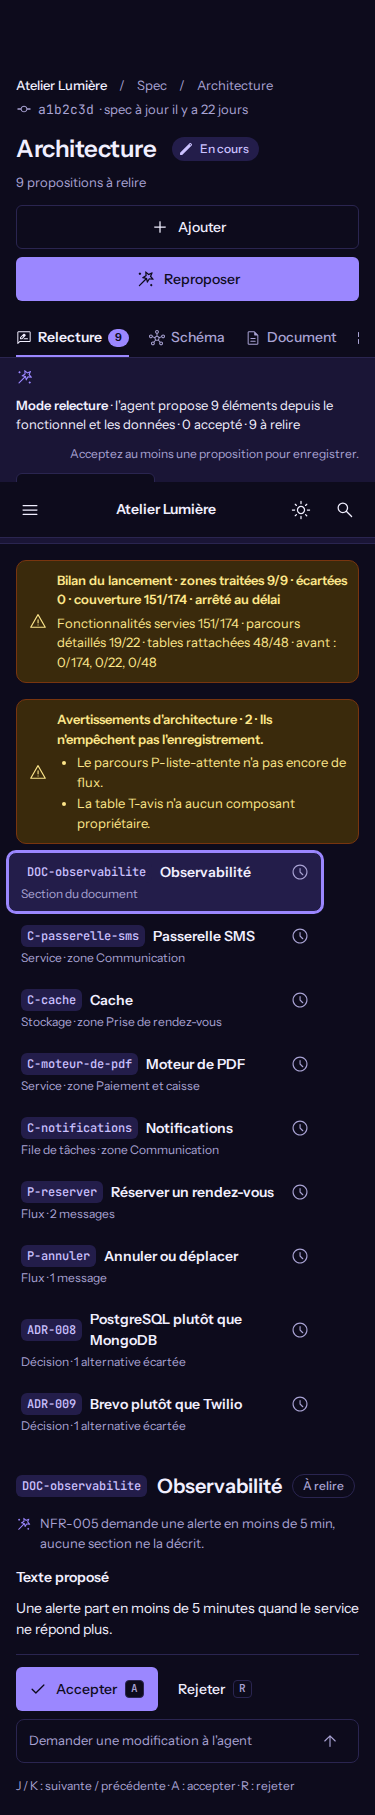 Atelier Lumière / Spec / Architecture
a1b2c3d · spec à jour il y a 22 jours
Architecture En cours
9 propositions à relire
Ajouter
Reproposer
Relecture 9 Schéma Document
Mode relecture · l'agent propose 9 éléments depuis le
fonctionnel et les données · 0 accepté · 9 à relire
Acceptez au moins une proposition pour enregistrer.
Atelier Lumière
Bilan du lancement · zones traitées 9/9 · écartées
0 · couverture 151/174 · arrêté au délai
Fonctionnalités servies 151/174 · parcours
détaillés 19/22 · tables rattachées 48/48 · avant :
0/174, 0/22, 0/48
Avertissements d'architecture · 2 · Ils
n'empêchent pas l'enregistrement.
• Le parcours P-liste-attente n'a pas encore de
flux.
• La table T-avis n'a aucun composant
propriétaire.
DOC-observabilite Observabilité
Section du document
C-passerelle-sms Passerelle SMS
Service · zone Communication
C-cache Cache
Stockage · zone Prise de rendez-vous
C-moteur-de-pdf Moteur de PDF
Service · zone Paiement et caisse
C-notifications Notifications
File de tâches · zone Communication
P-reserver Réserver un rendez-vous
Flux · 2 messages
P-annuler Annuler ou déplacer
Flux · 1 message
ADR-008 PostgreSQL plutôt que
MongoDB
Décision · 1 alternative écartée
ADR-009 Brevo plutôt que Twilio
Décision · 1 alternative écartée
DOC-observabilite Observabilité À relire
NFR-005 demande une alerte en moins de 5 min,
aucune section ne la décrit.
Texte proposé
Une alerte part en moins de 5 minutes quand le service
ne répond plus.
Accepter A Rejeter R
Demander une modification à l'agent
J / K : suivante / précédente · A : accepter · R : rejeter